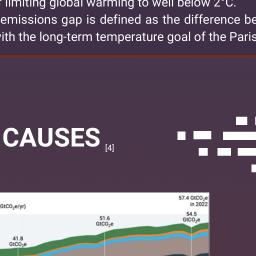 limiting global warming to well below 2°C.
emissions gap is defined as the difference be
with the long-term temperature goal of the Paris
CAUSES [4]
57.4 GtCO₂e
in 2022
GtCO₂e/yr)
54.5
GtCO₂e
51.6
GtCO₂e
41.8
GtCO₂e